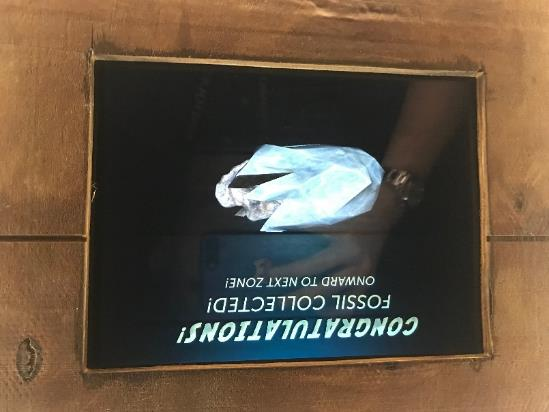 CONGRATULATIONS!
FOSSIL COLLECTED!
ONWARD TO NEXT ZONE!